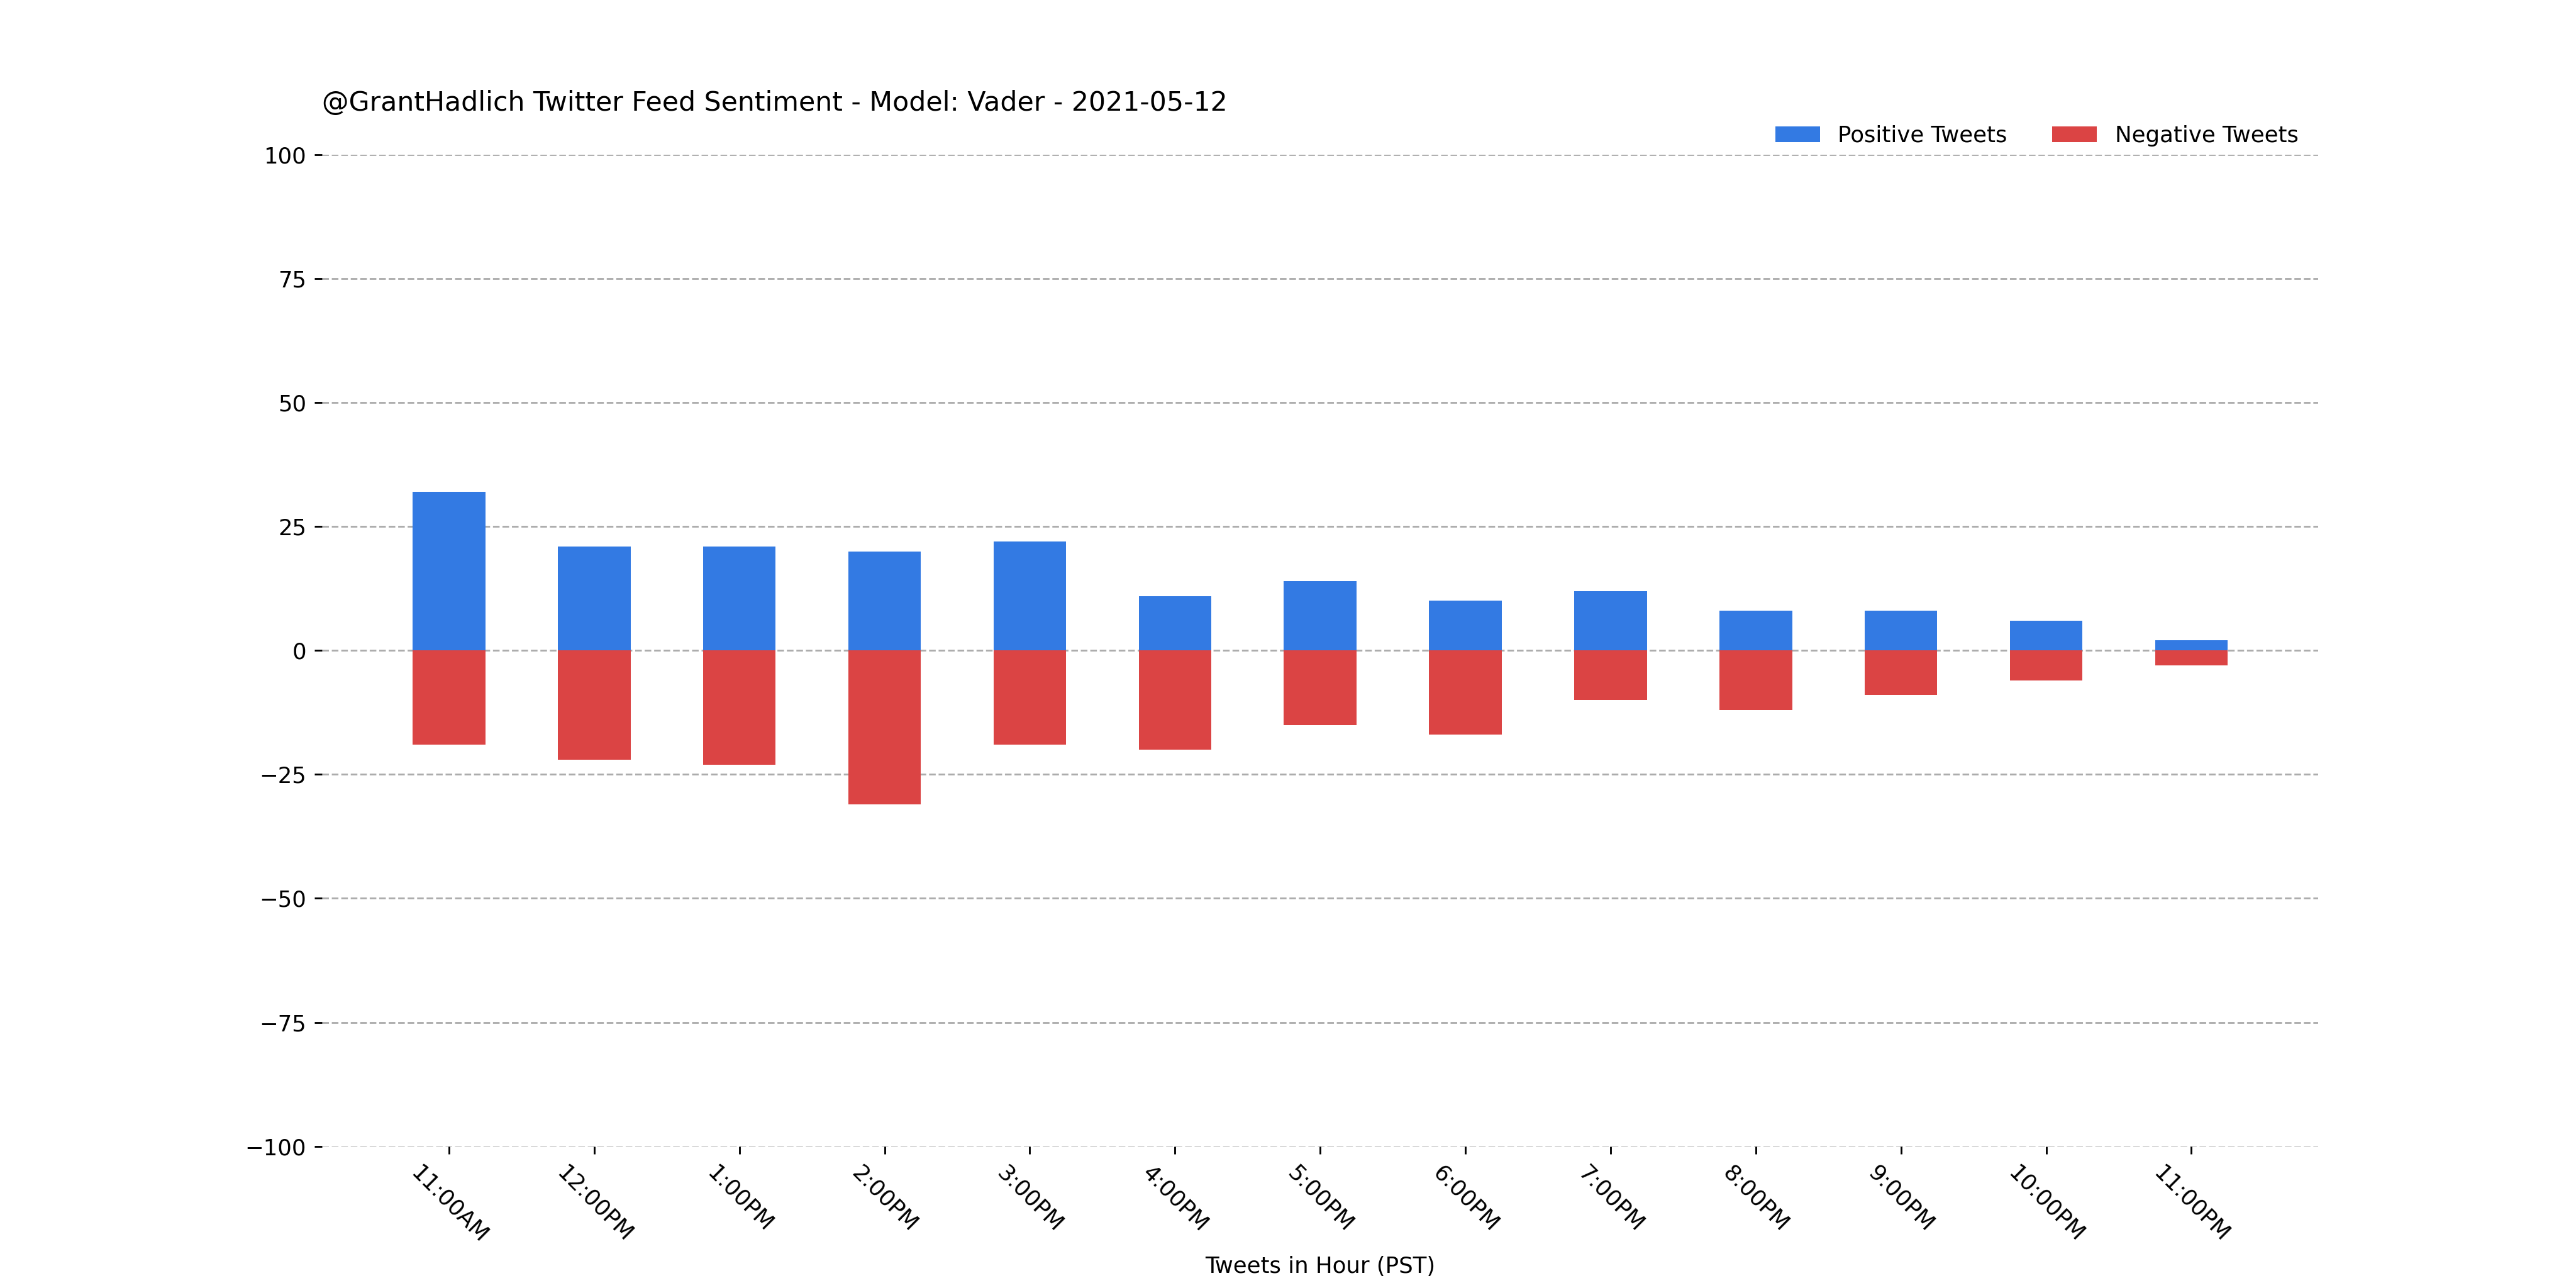 @GrantHadlich Twitter Feed Sentiment - Model: Vader - 2021-05-12
Positive Tweets
Negative Tweets
100
75
50
25
0
−25
−50
−75
−100
11:00AM
12:00PM
1:00PM
2:00PM
3:00PM
4:00PM
5:00PM
6:00PM
7:00PM
8:00PM
9:00PM
10:00PM
11:00PM
Tweets in Hour (PST)